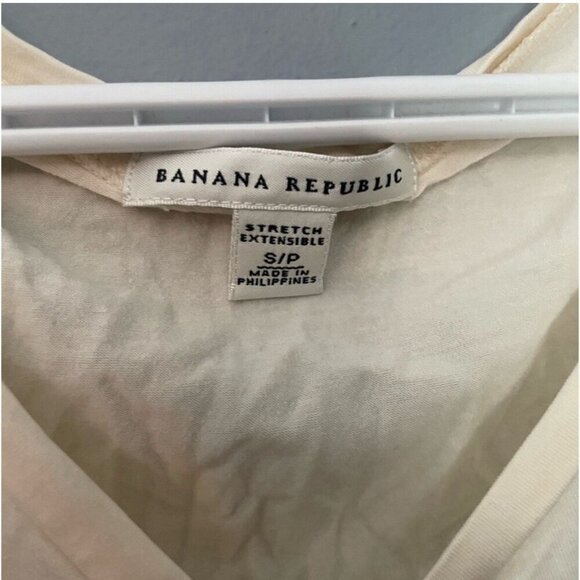 BANANA REPUBLIC
STRETCH
EXTENSIBLE
S/P
MADE IN
PHILIPPINES